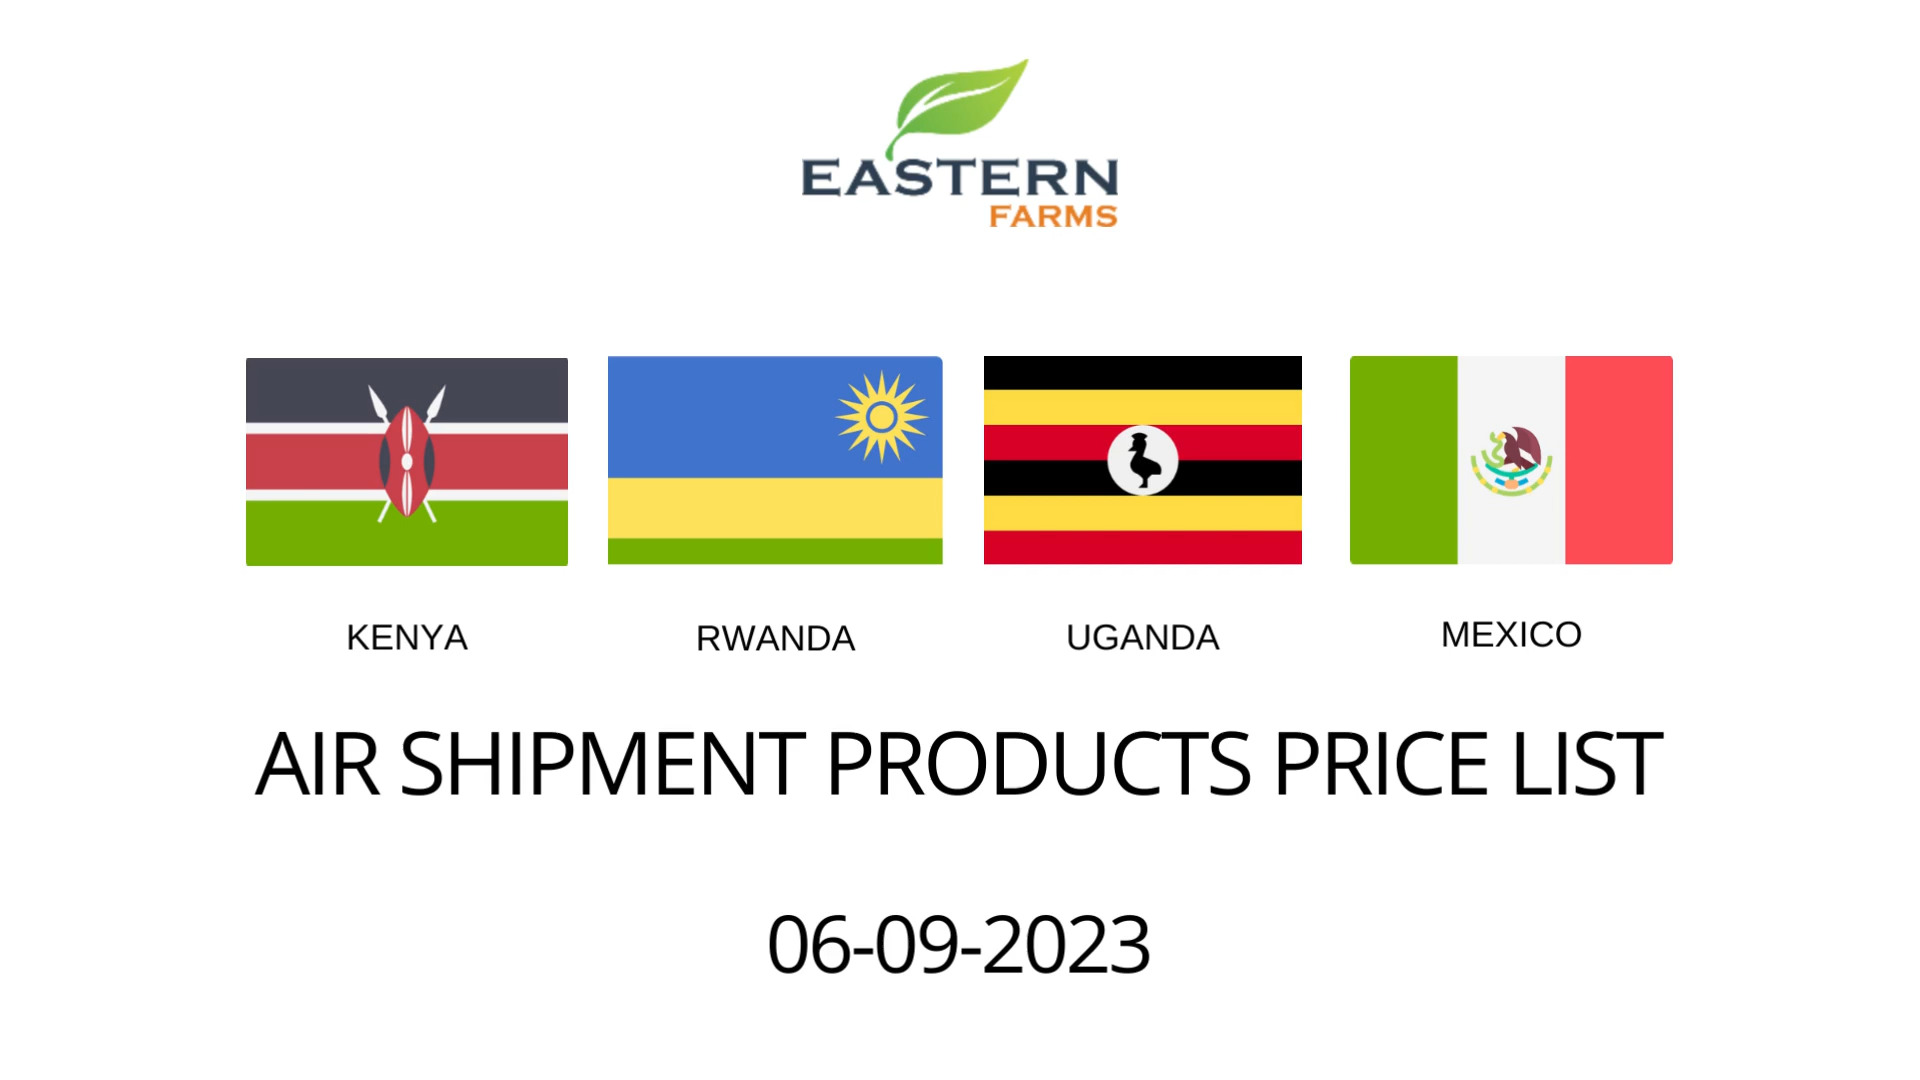 EASTERN
FARMS
KENYA
RWANDA
UGANDA
MEXICO
AIR SHIPMENT PRODUCTS PRICE LIST
06-09-2023